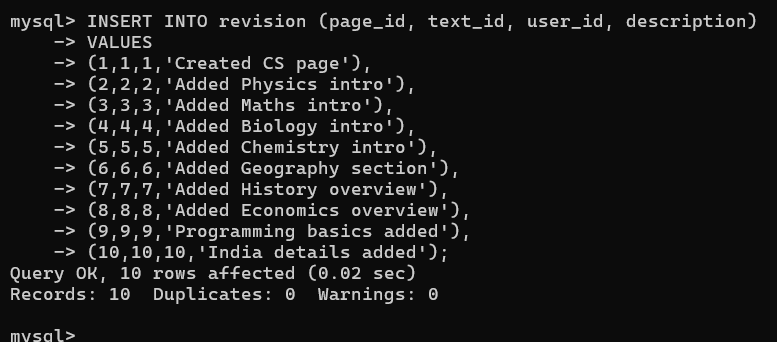 mysql> INSERT INTO revision (page_id, text_id, user_id, description)
    -> VALUES
    -> (1,1,1,'Created CS page'),
    -> (2,2,2,'Added Physics intro'),
    -> (3,3,3,'Added Maths intro'),
    -> (4,4,4,'Added Biology intro'),
    -> (5,5,5,'Added Chemistry intro'),
    -> (6,6,6,'Added Geography section'),
    -> (7,7,7,'Added History overview'),
    -> (8,8,8,'Added Economics overview'),
    -> (9,9,9,'Programming basics added'),
    -> (10,10,10,'India details added');
Query OK, 10 rows affected (0.02 sec)
Records: 10  Duplicates: 0  Warnings: 0
mysql>